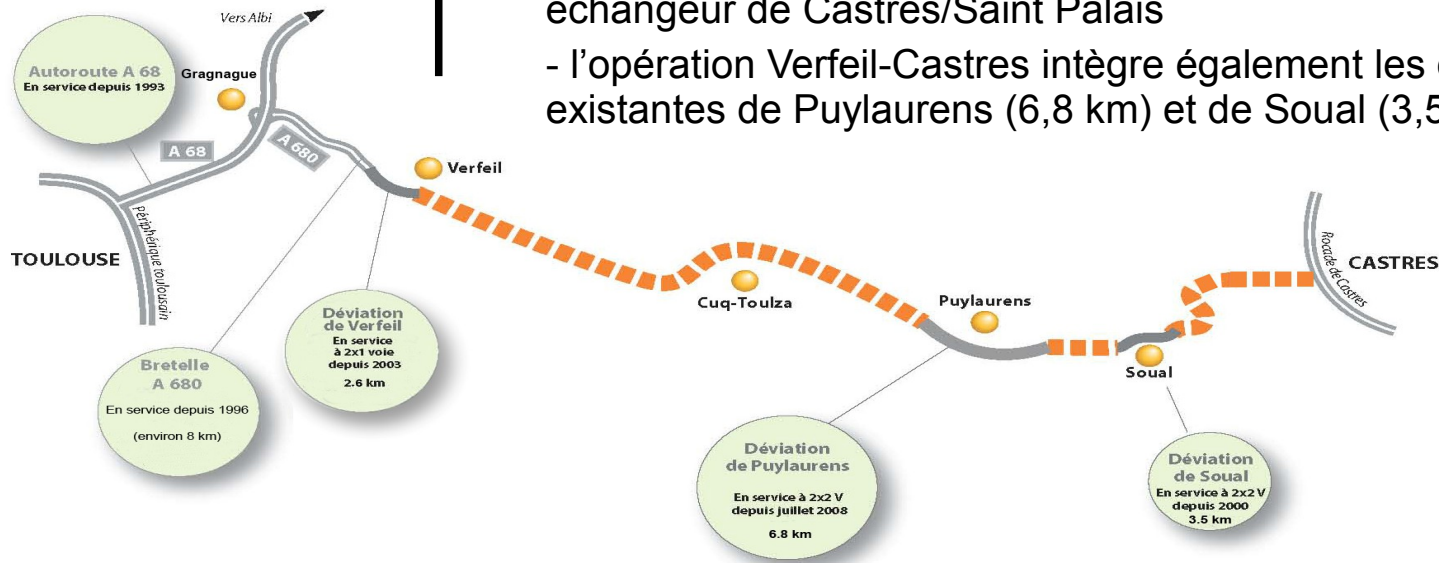 échangeur de Castres/Saint Palais
- l’opération Verfeil-Castres intègre également les
existantes de Puylaurens (6,8 km) et de Soual (3,5
Vers Albi
Autoroute A 68
En service depuis 1993
Gragnague
A 68
A 680
Verfeil
TOULOUSE
périphérique toulousain
Cuq-Toulza
Puylaurens
Soual
Rocade de Castres
CASTRES
Déviation
de Verfeil
En service
à 2x1 voie
depuis 2003
2.6 km
Bretelle
A 680
En service depuis 1996
(environ 8 km)
Déviation
de Puylaurens
En service à 2x2 V
depuis juillet 2008
6.8 km
Déviation
de Soual
En service à 2x2 V
depuis 2000
3.5 km